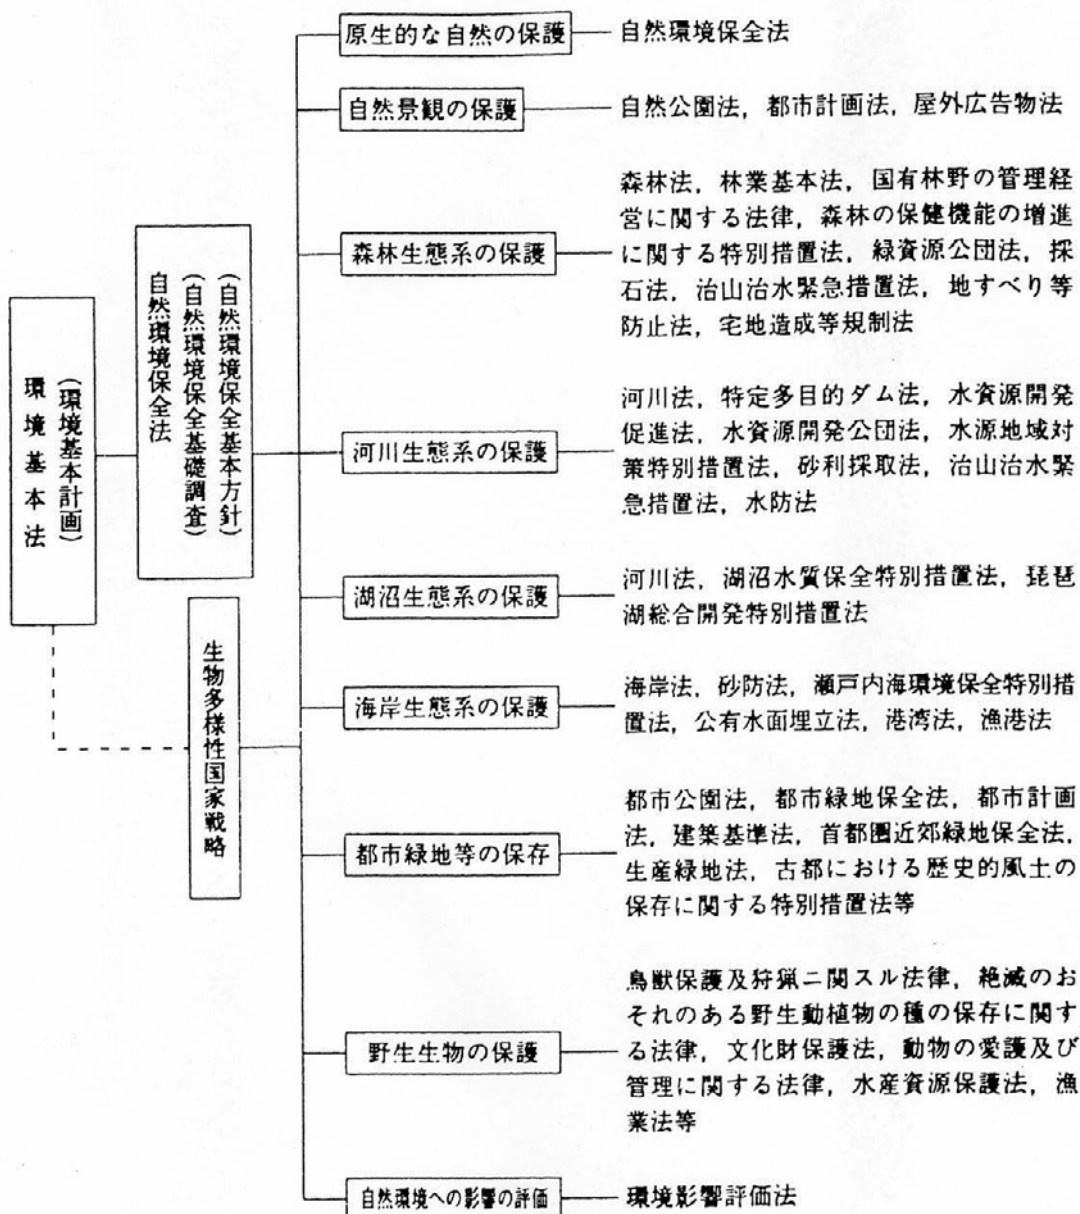 環境基本法
(環境基本計画)
自然環境保全法
(自然環境保全基礎調査)
(自然環境保全基本方針)
生物多様性国家戦略
原生的な自然の保護
自然環境保全法
自然景観の保護
自然公園法，都市計画法，屋外広告物法
森林生態系の保護
森林法，林業基本法，国有林野の管理経
営に関する法律，森林の保健機能の増進
に関する特別措置法，緑資源公団法，採
石法，治山治水緊急措置法，地すべり等
防止法，宅地造成等規制法
河川生態系の保護
河川法，特定多目的ダム法，水資源開発
促進法，水資源開発公団法，水源地域対
策特別措置法，砂利採取法，治山治水緊
急措置法，水防法
湖沼生態系の保護
河川法，湖沼水質保全特別措置法，琵琶
湖総合開発特別措置法
海岸生態系の保護
海岸法，砂防法，瀬戸内海環境保全特別措
置法，公有水面埋立法，港湾法，漁港法
都市緑地等の保存
都市公園法，都市緑地保全法，都市計画
法，建築基準法，首都圏近郊緑地保全法，
生産緑地法，古都における歴史的風土の
保存に関する特別措置法等
野生生物の保護
鳥獣保護及狩猟ニ関スル法律，絶滅のお
それのある野生動植物の種の保存に関す
る法律，文化財保護法，動物の愛護及び
管理に関する法律，水産資源保護法，漁
業法等
自然環境への影響の評価
環境影響評価法